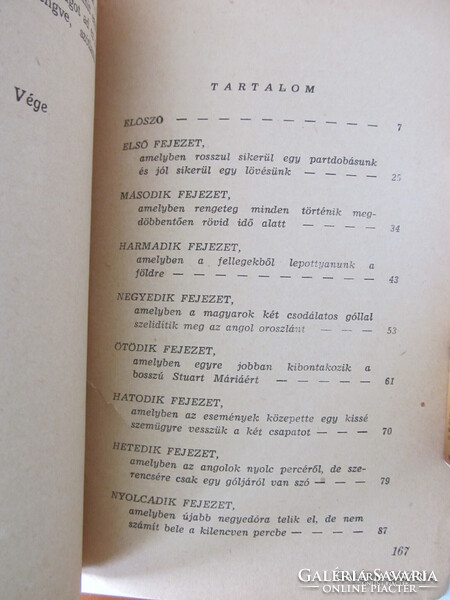 ngve,
Vége
TARTALOM
ELŐSZÓ — — — — — — — — — — 7
ELSŐ FEJEZET,
amelyben rosszul sikerül egy partdobásunk
és jól sikerül egy lövésünk — — — — 25
MÁSODIK FEJEZET,
amelyben rengeteg minden történik meg-
döbbentően rövid idő alatt — — — — 34
HARMADIK FEJEZET,
amelyben a fellegekből lepottyanunk a
földre — — — — — — — — — 43
NEGYEDIK FEJEZET,
amelyben a magyarok két csodálatos góllal
szelidítik meg az angol oroszlánt — — — 53
ÖTÖDIK FEJEZET,
amelyben egyre jobban kibontakozik a
bosszú Stuart Máriáért — — — — — 61
HATODIK FEJEZET,
amelyben az események közepette egy kissé
szemügyre vesszük a két csapatot — — — 70
HETEDIK FEJEZET,
amelyben az angolok nyolc percéről, de sze-
rencsére csak egy góljáról van szó — — — 79
NYOLCADIK FEJEZET,
amelyben újabb negyedóra telik el, de nem
számít bele a kilencven percbe — — — 87
167
GALÉRIA SAVARIA
ONLINE PIACTÉR